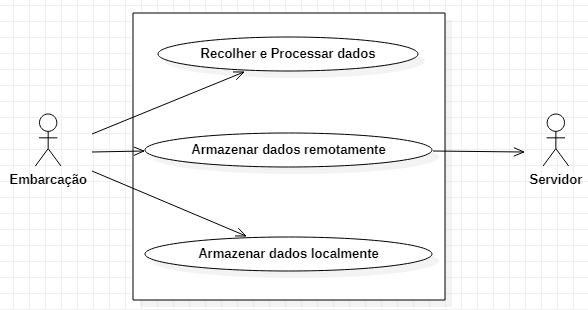 Recolher e Processar dados
Embarcação
Armazenar dados remotamente
Servidor
Armazenar dados localmente